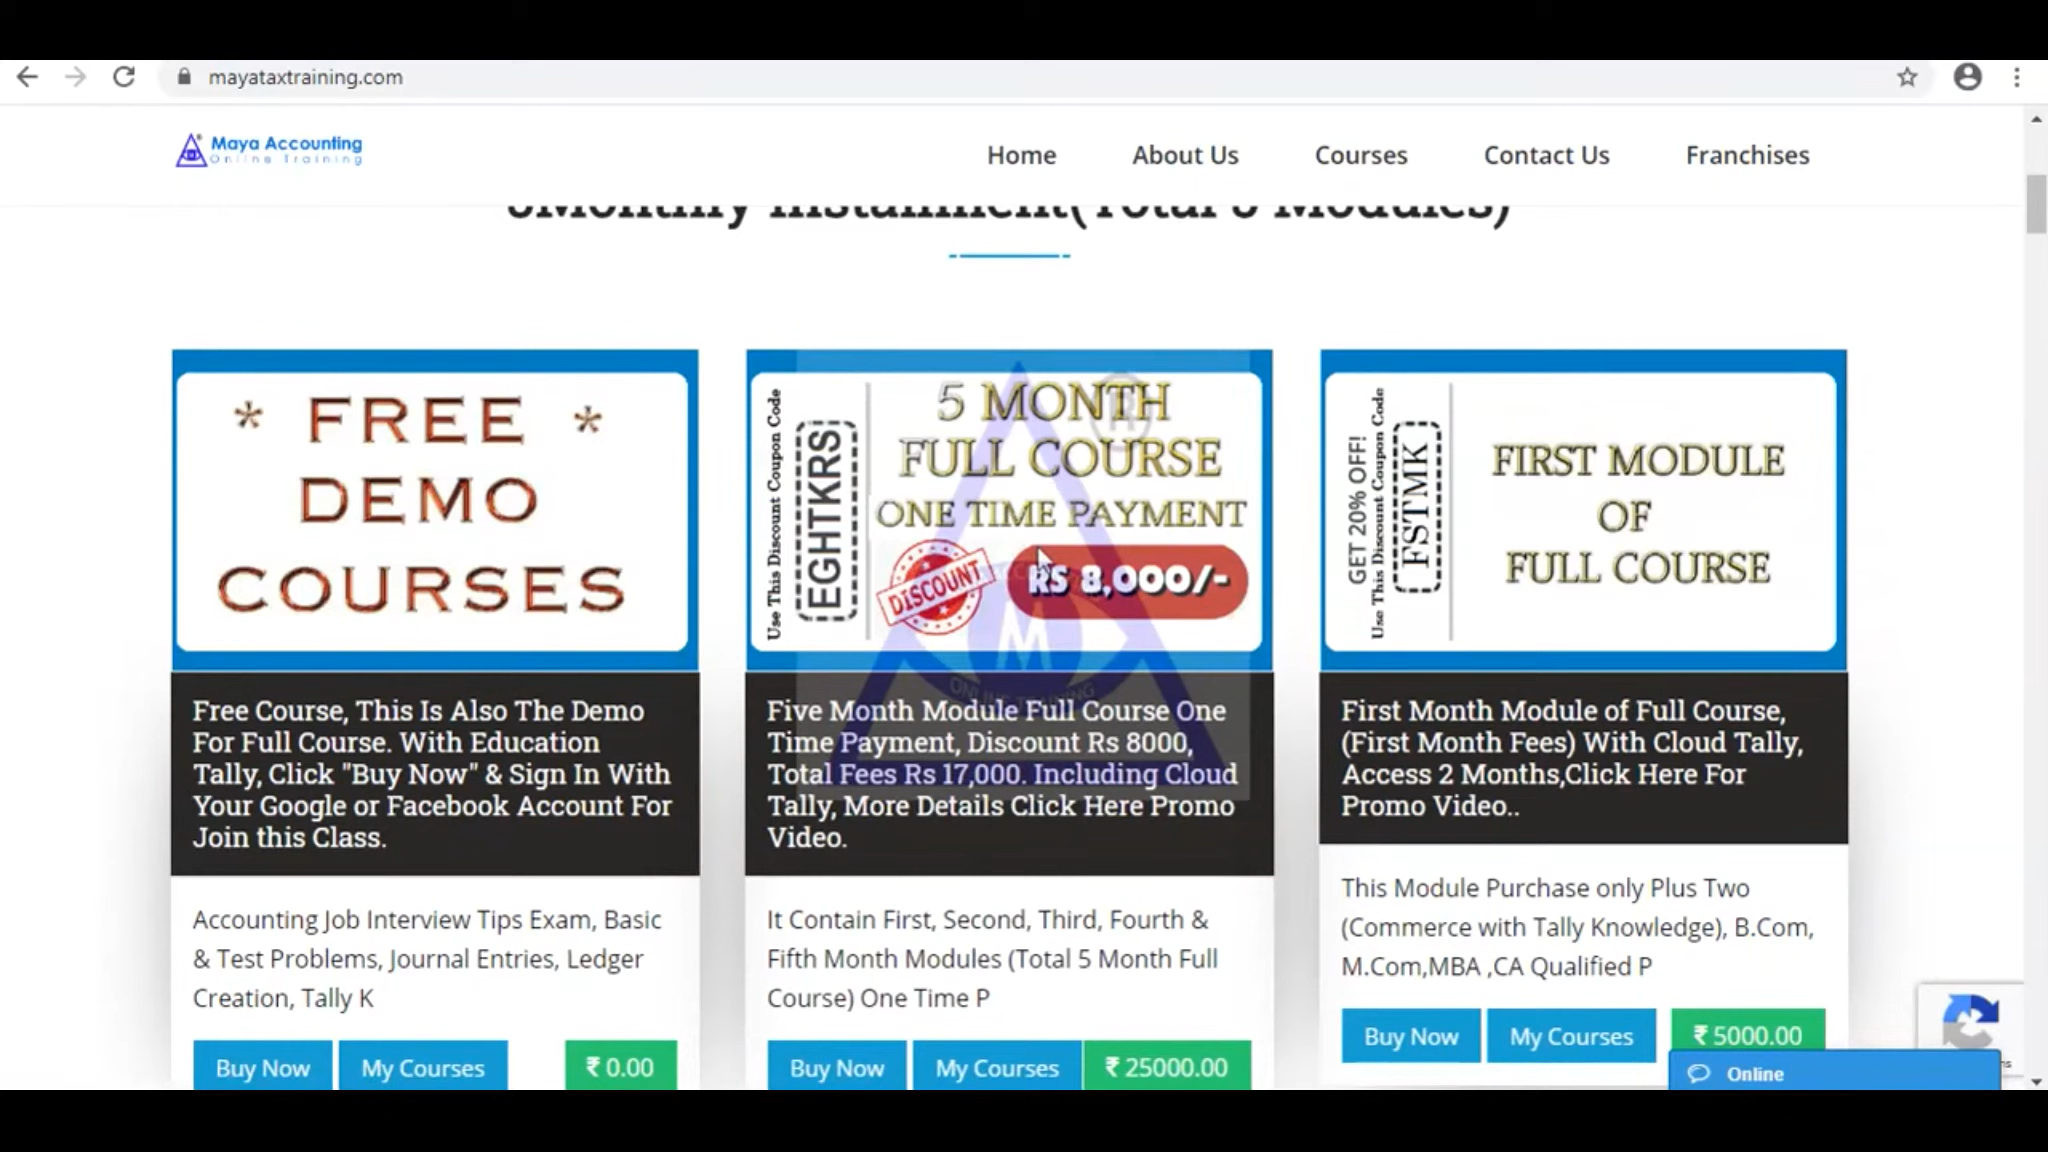 mayataxtraining.com
Maya Accounting
Online Training
Home
About Us
Courses
Contact Us
Franchises
Monthly Installment(Total Modules)
* FREE *
DEMO
COURSES
Use This Discount Coupon Code
EGHTKRS
5 MONTH
FULL COURSE
ONE TIME PAYMENT
DISCOUNT
RS 8,000/-
GET 20% OFF!
Use This Discount Coupon Code
FSTMK
FIRST MODULE
OF
FULL COURSE
R
M
ONLINE TRAINING
Free Course, This Is Also The Demo
For Full Course. With Education
Tally, Click "Buy Now" & Sign In With
Your Google or Facebook Account For
Join this Class.
Five Month Module Full Course One
Time Payment, Discount Rs 8000,
Total Fees Rs 17,000. Including Cloud
Tally, More Details Click Here Promo
Video.
First Month Module of Full Course,
(First Month Fees) With Cloud Tally,
Access 2 Months,Click Here For
Promo Video..
Accounting Job Interview Tips Exam, Basic
& Test Problems, Journal Entries, Ledger
Creation, Tally K
It Contain First, Second, Third, Fourth &
Fifth Month Modules (Total 5 Month Full
Course) One Time P
This Module Purchase only Plus Two
(Commerce with Tally Knowledge), B.Com,
M.Com,MBA ,CA Qualified P
Buy Now
My Courses
₹ 0.00
Buy Now
My Courses
₹ 25000.00
Buy Now
My Courses
₹ 5000.00
Online